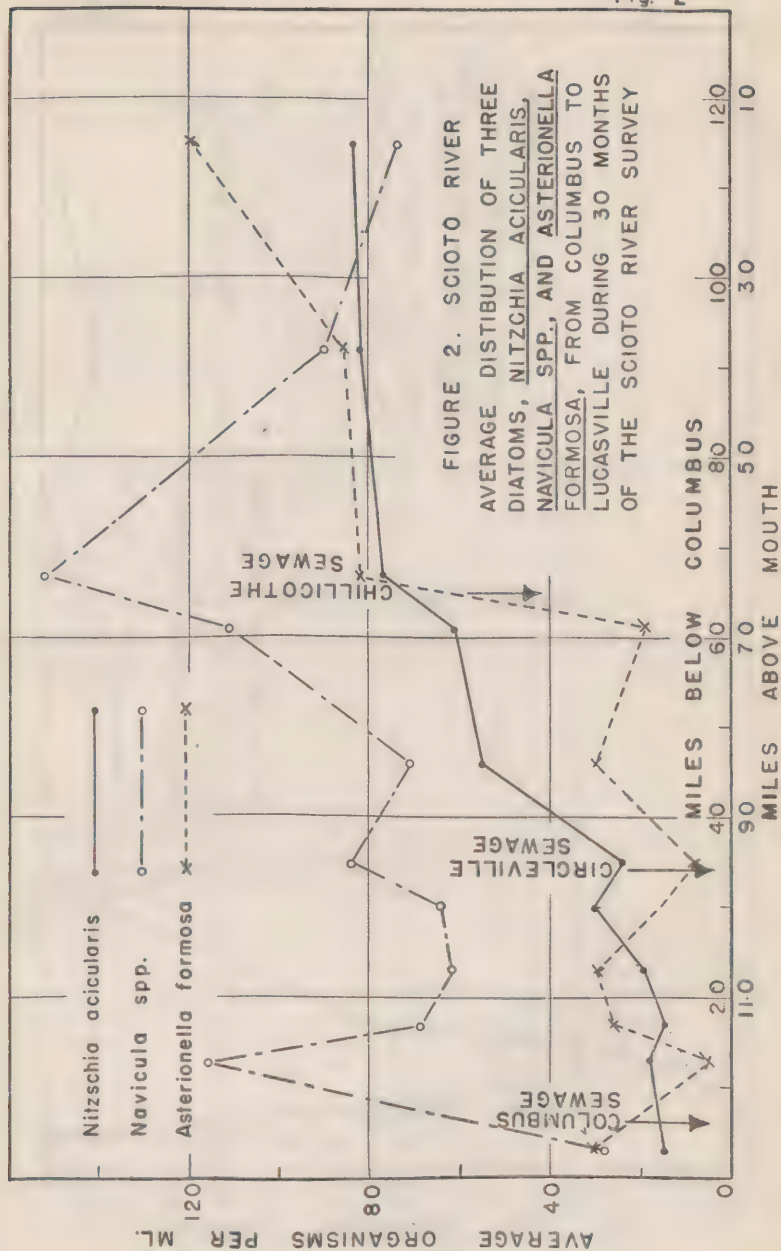 Fig. 2
Nitzschia acicularis
Navicula spp.
Asterionella formosa
FIGURE 2. SCIOTO RIVER
AVERAGE DISTIBUTION OF THREE
DIATOMS, NITZCHIA ACICULARIS,
NAVICULA SPP., AND ASTERIONELLA
FORMOSA, FROM COLUMBUS TO
LUCASVILLE DURING 30 MONTHS
OF THE SCIOTO RIVER SURVEY
AVERAGE ORGANISMS PER ML.
120
80
40
0
COLUMBUS
SEWAGE
CIRCLEVILLE
SEWAGE
CHILLICOTHE
SEWAGE
20 40 60 80 100 120
MILES BELOW COLUMBUS
110 90 70 50 30 10
MILES ABOVE MOUTH